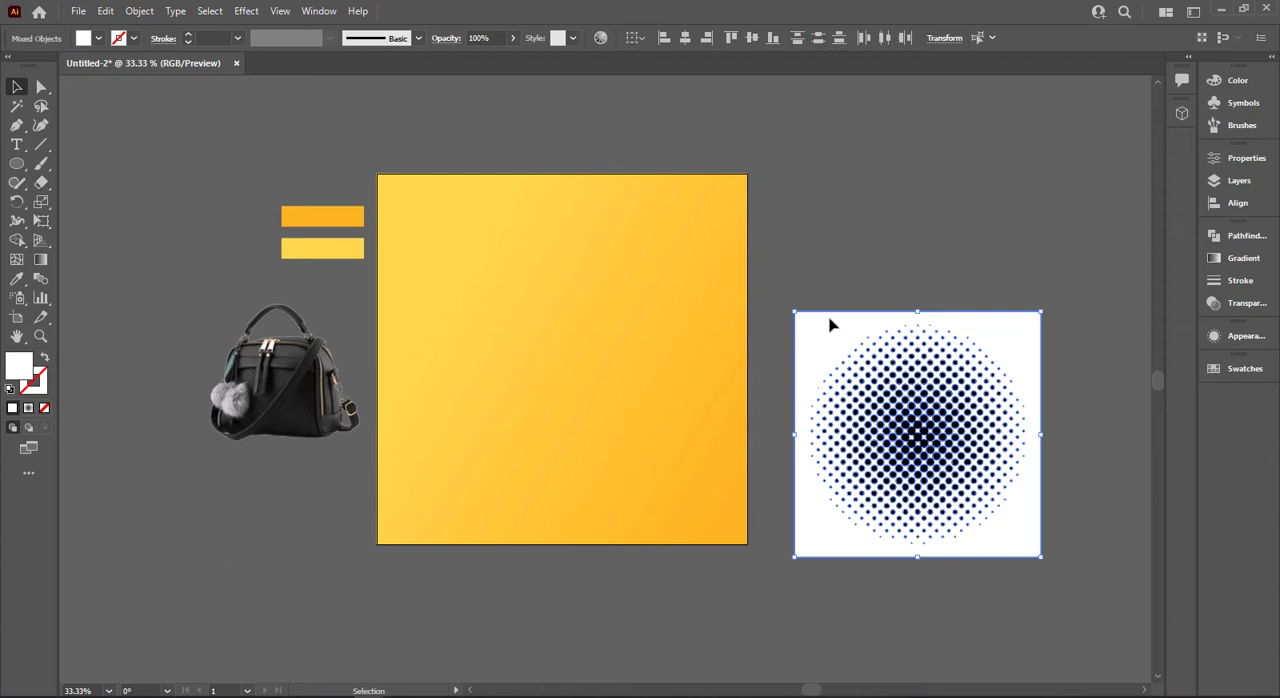 Ai File Edit Object Type Select Effect View Window Help
Mixed Objects Stroke: Basic Opacity: 100% Style: Transform
Untitled-2* @ 33.33 % (RGB/Preview) ×
Color
Symbols
Brushes
Properties
Layers
Align
Pathfind...
Gradient
Stroke
Transpar...
Appeara...
Swatches
33.33% 0° 1 Selection